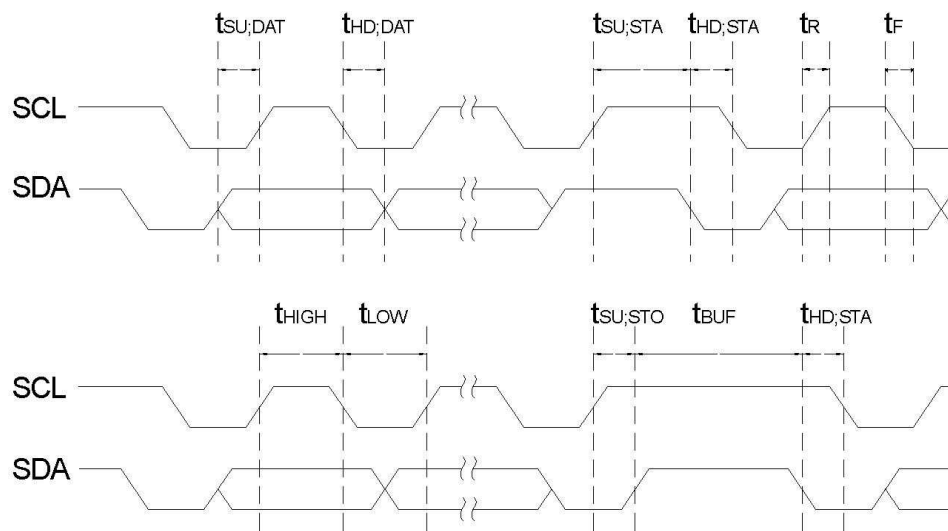 tSU;DAT tHD;DAT tSU;STA tHD;STA tR tF
SCL
SDA
tHIGH tLOW tSU;STO tBUF tHD;STA
SCL
SDA